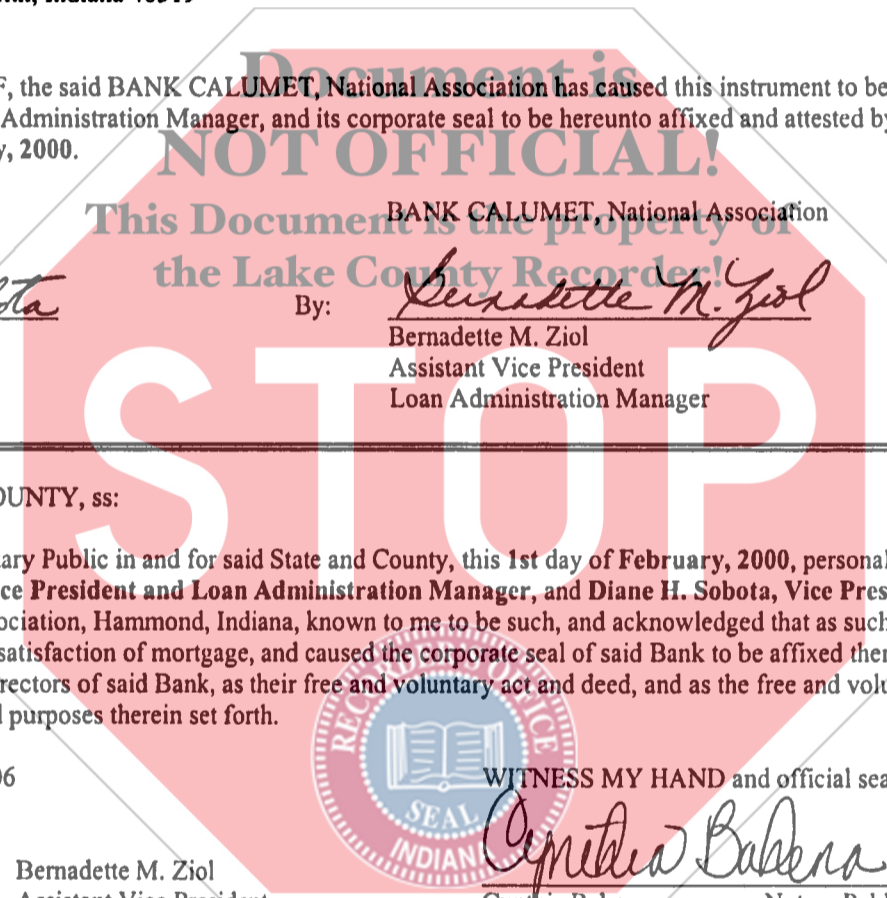 Indiana 46319
F, the said BANK CALUMET, National Association has caused this instrument to be
Administration Manager, and its corporate seal to be hereunto affixed and attested by
y, 2000.
Document is
NOT OFFICIAL!
This Document is the property of
the Lake County Recorder!
BANK CALUMET, National Association
By:
Bernadette M. Ziol
Bernadette M. Ziol
Assistant Vice President
Loan Administration Manager
STOP
OUNTY, ss:
ary Public in and for said State and County, this 1st day of February, 2000, personal
ce President and Loan Administration Manager, and Diane H. Sobota, Vice Pres
ociation, Hammond, Indiana, known to me to be such, and acknowledged that as such
satisfaction of mortgage, and caused the corporate seal of said Bank to be affixed ther
rectors of said Bank, as their free and voluntary act and deed, and as the free and volu
purposes therein set forth.
RECORDER'S OFFICE
SEAL
INDIANA
06
WITNESS MY HAND and official sea
Bernadette M. Ziol
Assistant Vice President